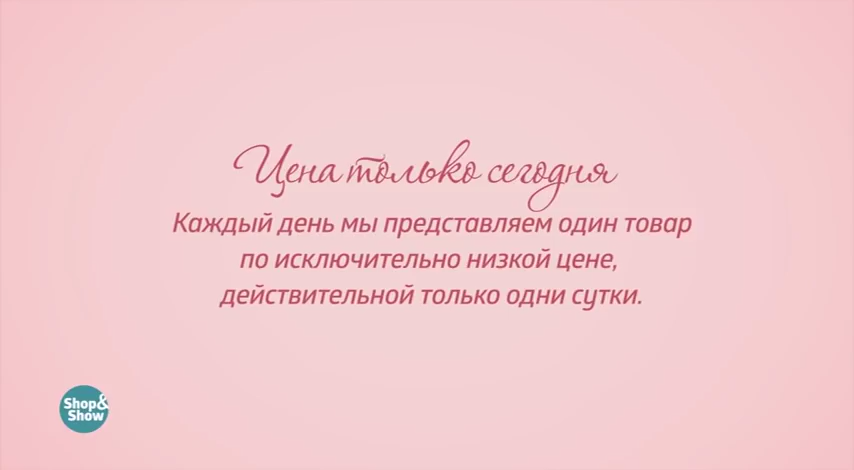 Цена только сегодня
Каждый день мы представляем один товар
по исключительно низкой цене,
действительной только одни сутки.
Shop&
Show